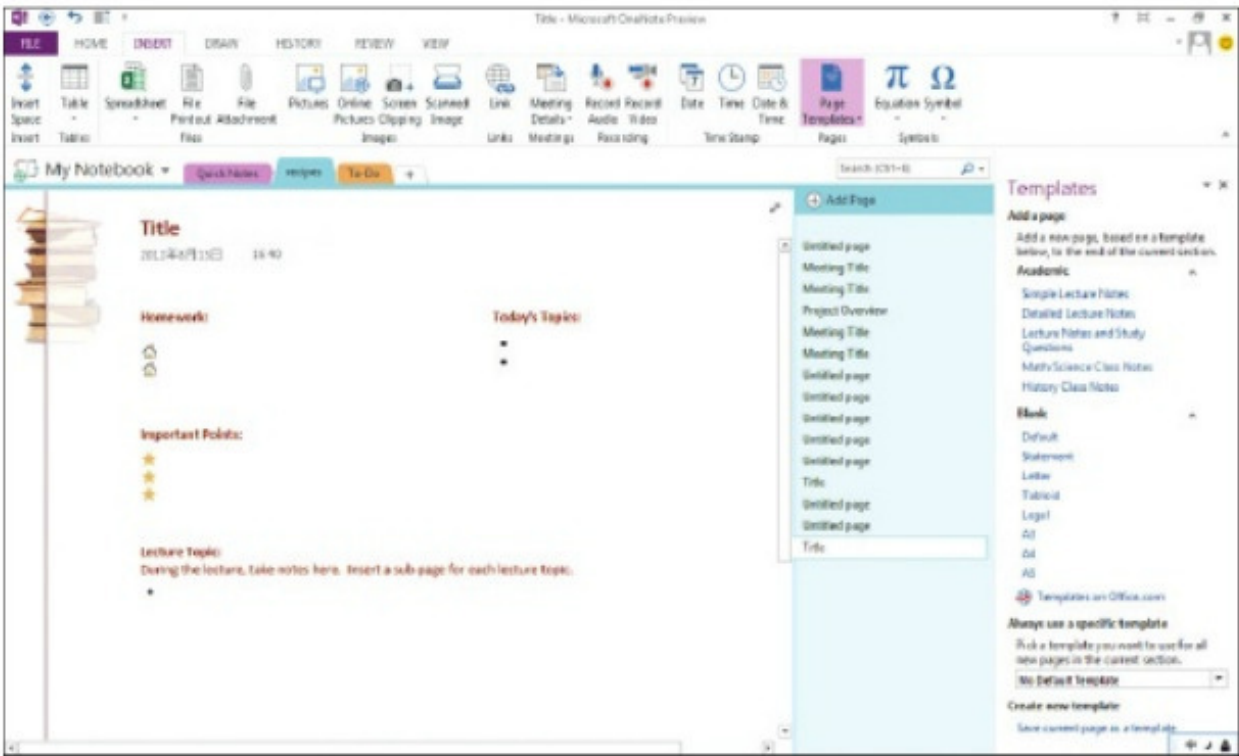 Title - Microsoft OneNote Preview
FILE HOME INSERT DRAW HISTORY REVIEW VIEW
Insert Space
Table
Spreadsheet
File Printout
File Attachment
Pictures
Online Pictures
Screen Clipping
Scanned Image
Link
Meeting Details
Record Audio
Record Video
Date
Time
Date & Time
Page Templates
Equation
Symbol
Insert Tables Files Images Links Meetings Recording Time Stamp Pages Symbols
My Notebook Quick Notes recipes To-Do
Search (Ctrl+E)
Title
16:40
Homework:
Today's Topics:
Important Points:
Lecture Topic:
During the lecture, take notes here. Insert a sub page for each lecture topic.
Add Page
Untitled page
Meeting Title
Meeting Title
Project Overview
Meeting Title
Meeting Title
Untitled page
Untitled page
Untitled page
Untitled page
Untitled page
Title
Untitled page
Untitled page
Title
Templates
Add a page
Add a new page, based on a template
below, to the end of the current section.
Academic
Simple Lecture Notes
Detailed Lecture Notes
Lecture Notes and Study
Questions
Math/Science Class Notes
History Class Notes
Blank
Default
Statement
Letter
Tabloid
Legal
A3
A4
A5
Templates on Office.com
Always use a specific template
Pick a template you want to use for all
new pages in the current section.
No Default Template
Create new template
Save current page as a template
中